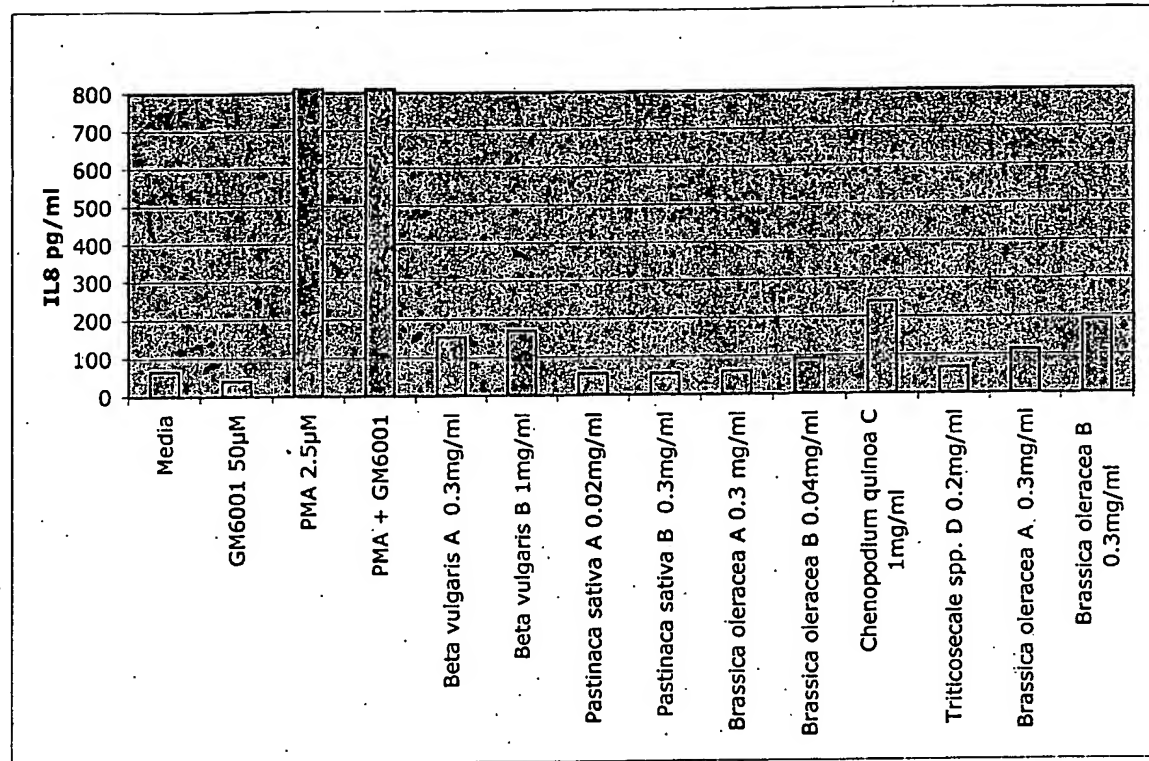 800
700
600
500
400
300
200
100
0
IL8 pg/ml
Media
GM6001 50µM
PMA 2.5µM
PMA + GM6001
Beta vulgaris A 0.3mg/ml
Beta vulgaris B 1mg/ml
Pastinaca sativa A 0.02mg/ml
Pastinaca sativa B 0.3mg/ml
Brassica oleracea A 0.3 mg/ml
Brassica oleracea B 0.04mg/ml
Chenopodium quinoa C
1mg/ml
Triticosecale spp. D 0.2mg/ml
Brassica oleracea A. 0.3mg/ml
Brassica oleracea B
0.3mg/ml